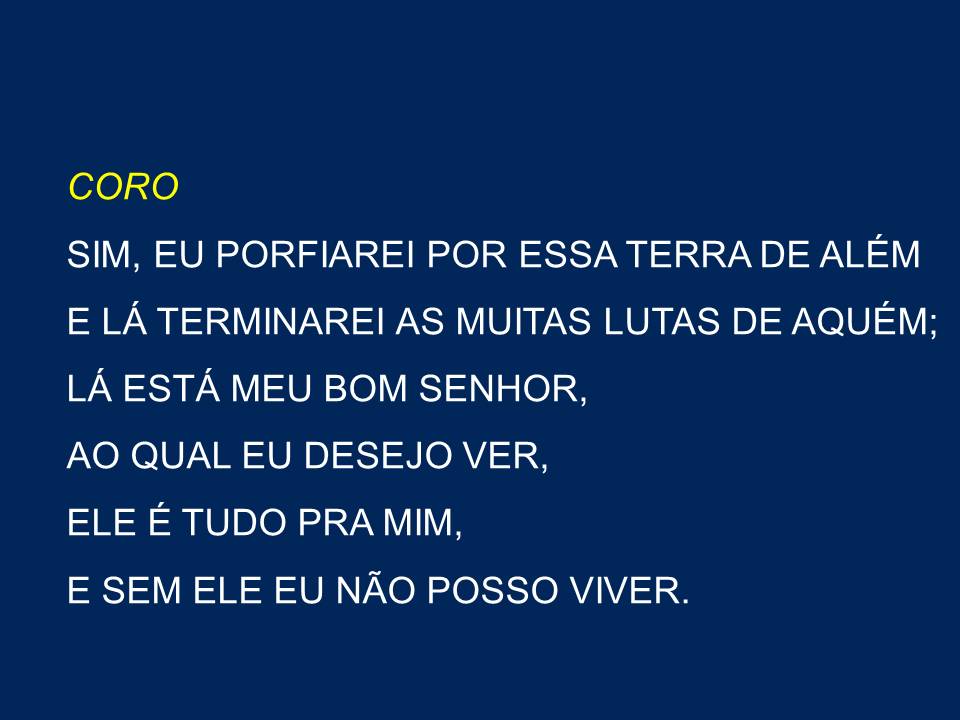 CORO
SIM, EU PORFIAREI POR ESSA TERRA DE ALÉM
E LÁ TERMINAREI AS MUITAS LUTAS DE AQUÉM;
LÁ ESTÁ MEU BOM SENHOR,
AO QUAL EU DESEJO VER,
ELE É TUDO PRA MIM,
E SEM ELE EU NÃO POSSO VIVER.